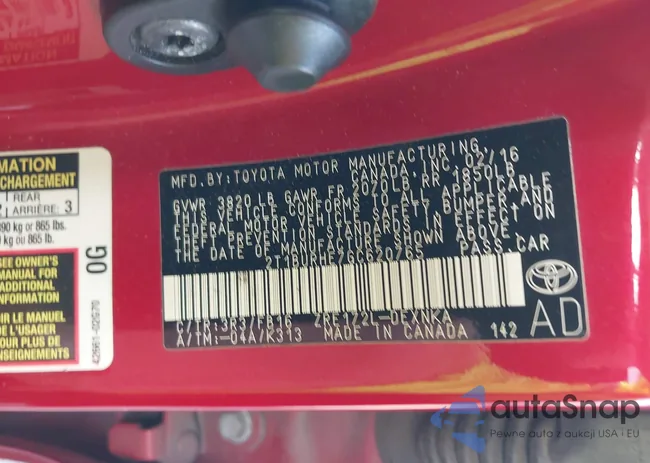 MFD. BY: TOYOTA MOTOR MANUFACTURING,
CANADA, INC. 02/16
GVWR 3820 LB GAWR FR 2020LB RR 1850LB
THIS VEHICLE CONFORMS TO ALL APPLICABLE
FEDERAL MOTOR VEHICLE SAFETY, BUMPER, AND
THEFT PREVENTION STANDARDS IN EFFECT ON
THE DATE OF MANUFACTURE SHOWN ABOVE.
2T1BURHE7GC620765 PASS.CAR
C/TR:3R3/FB16 ZRE172L-DEXNKA
A/TM:-04A/K313 MADE IN CANADA 142
AD
TOYOTA
MATION
CHARGEMENT
REAR
ARRIÈRE 3
390 kg or 865 lbs.
kg ou 865 lb.
SEE OWNER'S
MANUAL FOR
ADDITIONAL
INFORMATION
LE MANUEL
DE L'USAGER
POUR PLUS DE
RENSEIGNEMENTS
0G
42661-02G70
autoSnap
Pewne auta z aukcji USA i EU